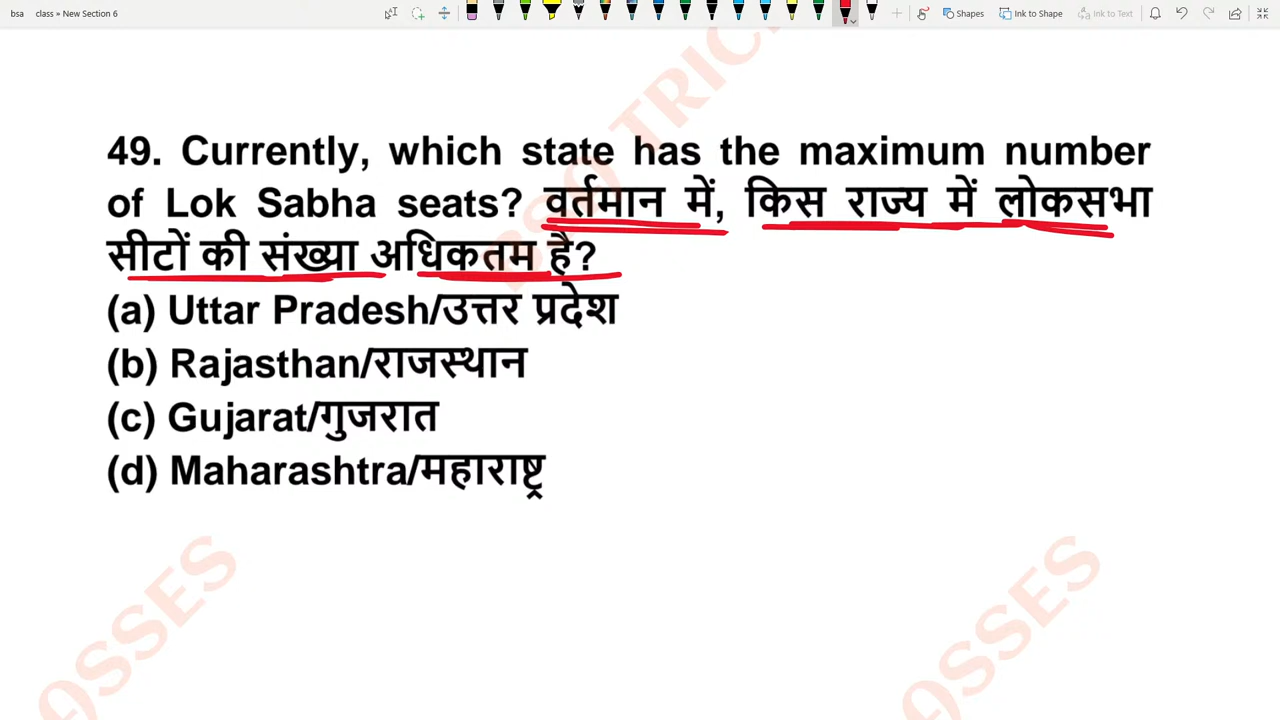 bsa class » New Section 6
Shapes Ink to Shape Ink to Text
49. Currently, which state has the maximum number
of Lok Sabha seats? वर्तमान में, किस राज्य में लोकसभा
सीटों की संख्या अधिकतम है?
(a) Uttar Pradesh/उत्तर प्रदेश
(b) Rajasthan/राजस्थान
(c) Gujarat/गुजरात
(d) Maharashtra/महाराष्ट्र